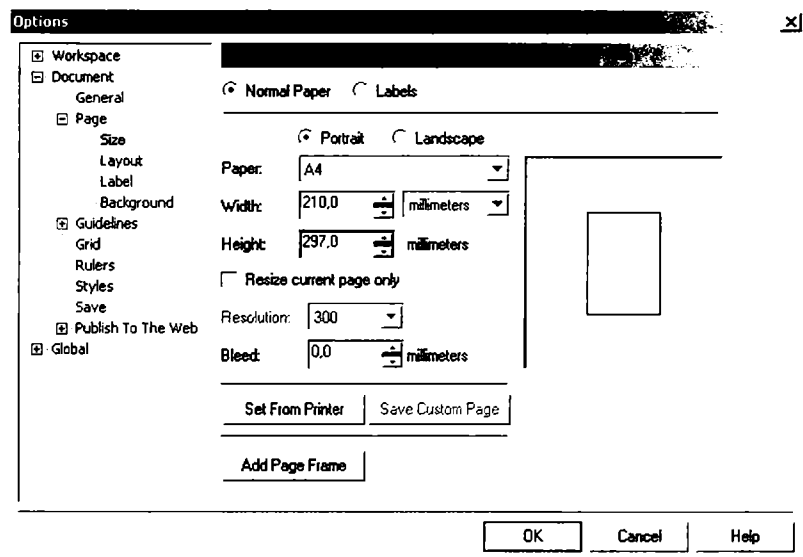 Options
Workspace
Document
General
Page
Size
Layout
Label
Background
Guidelines
Grid
Rulers
Styles
Save
Publish To The Web
Global
Normal Paper Labels
Portrait Landscape
Paper: A4
Width: 210,0 millimeters
Height: 297,0 millimeters
Resize current page only
Resolution: 300
Bleed: 0,0 millimeters
Set From Printer Save Custom Page
Add Page Frame
OK Cancel Help